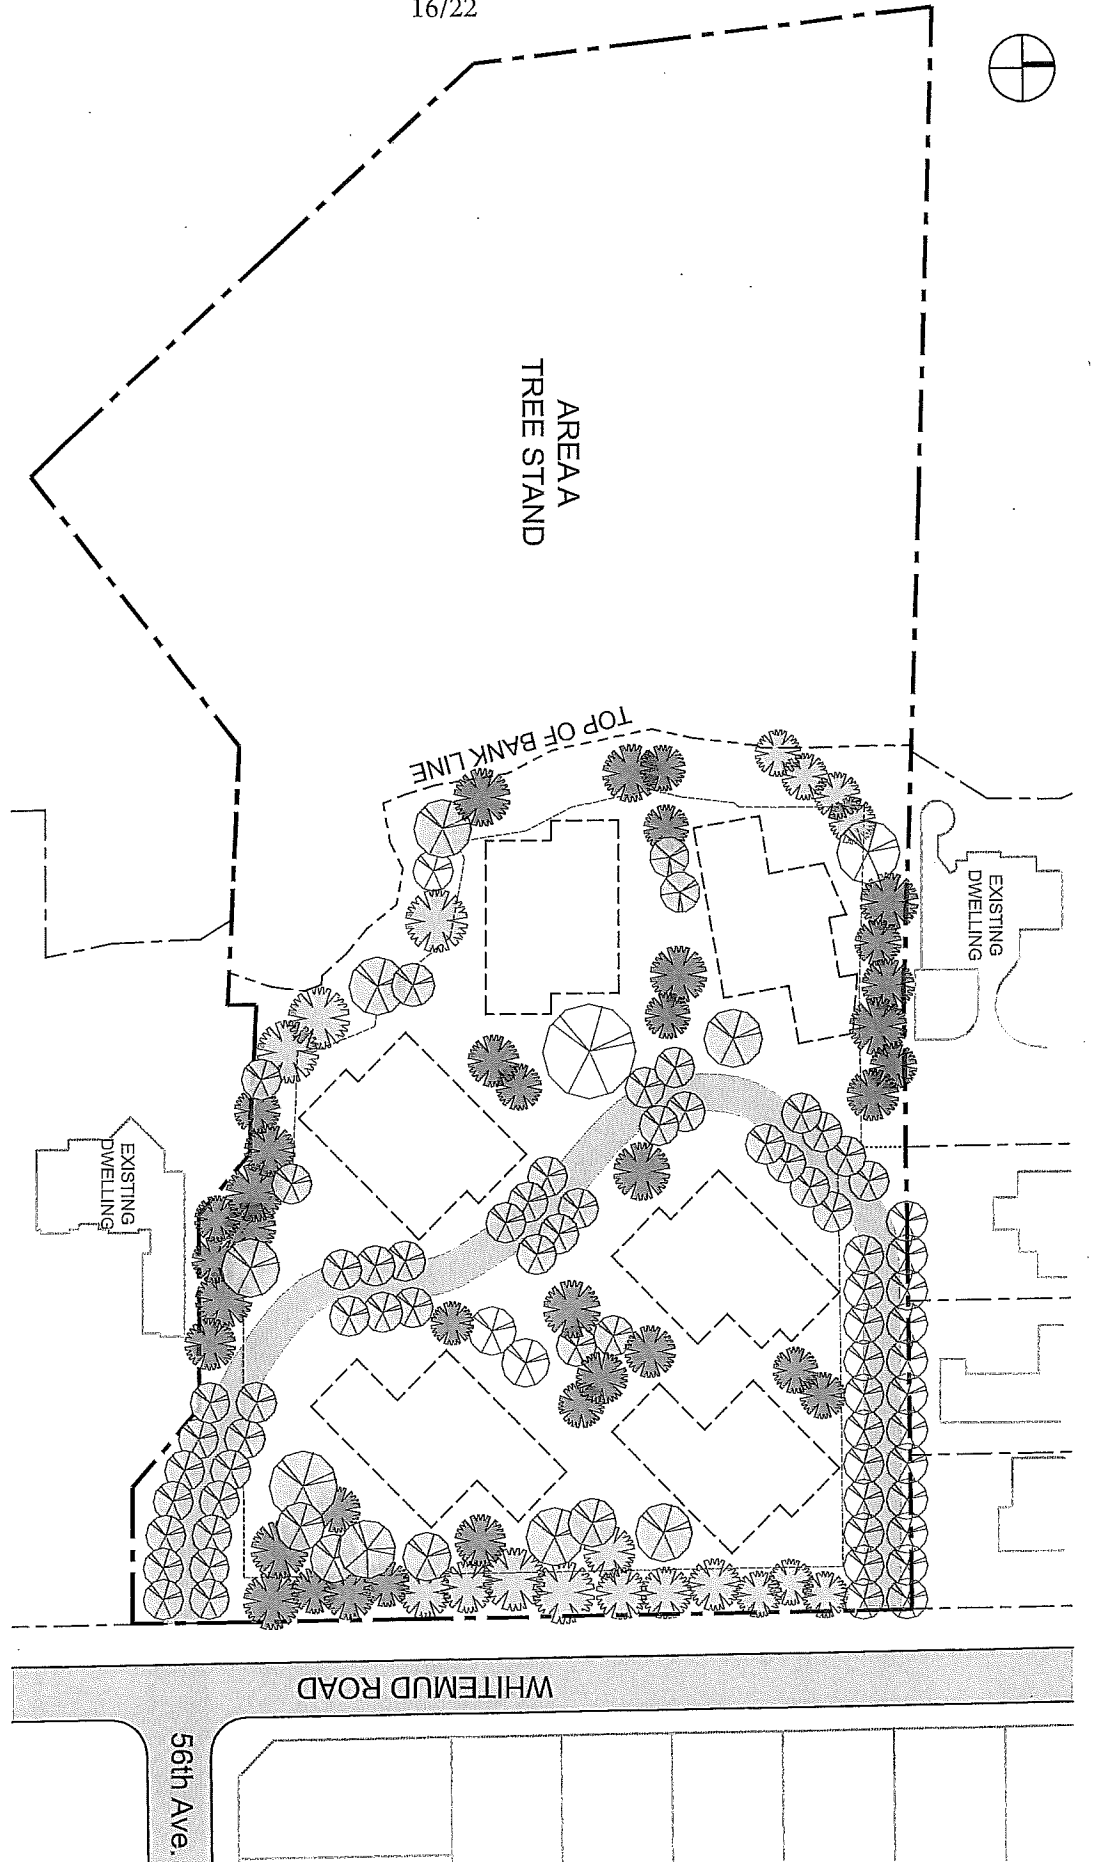 16/22
AREA A
TREE STAND
TOP OF BANK LINE
EXISTING
DWELLING
EXISTING
DWELLING
WHITEMUD ROAD
56th Ave.